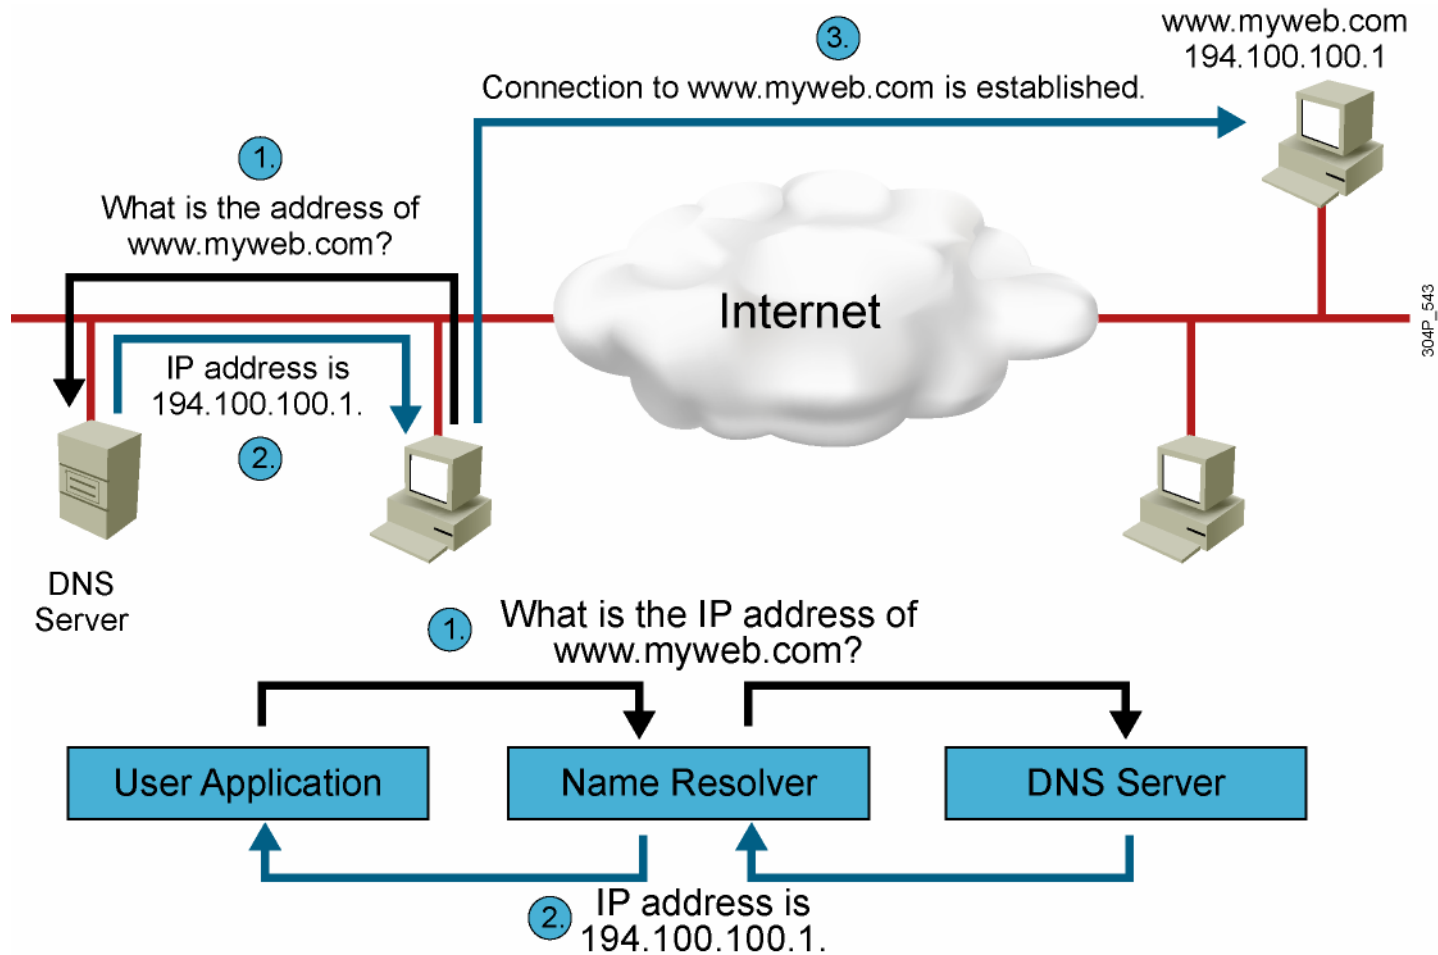 www.myweb.com
194.100.100.1
3.
Connection to www.myweb.com is established.
1.
What is the address of
www.myweb.com?
Internet
304P_543
IP address is
194.100.100.1.
2.
DNS
Server
1.
What is the IP address of
www.myweb.com?
User Application
Name Resolver
DNS Server
2.
IP address is
194.100.100.1.